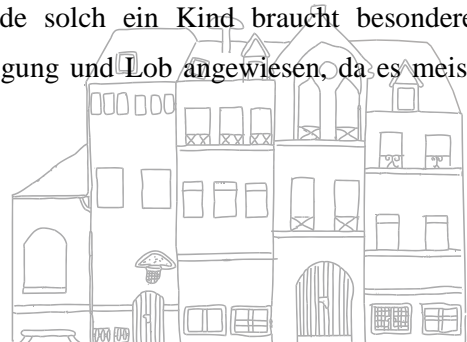 de solch ein Kind braucht besondere
gung und Lob angewiesen, da es meis